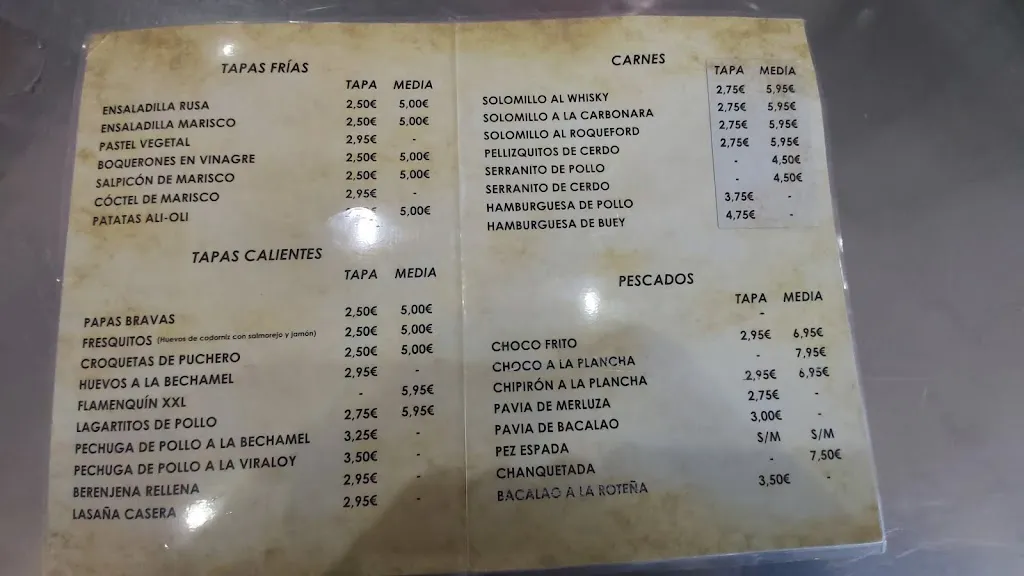 TAPAS FRÍAS
TAPA MEDIA
ENSALADILLA RUSA 2,50€ 5,00€
ENSALADILLA MARISCO 2,50€ 5,00€
PASTEL VEGETAL 2,95€ -
BOQUERONES EN VINAGRE 2,50€ 5,00€
SALPICÓN DE MARISCO 2,50€ 5,00€
CÓCTEL DE MARISCO 2,95€ -
PATATAS ALI-OLI - 5,00€
TAPAS CALIENTES
TAPA MEDIA
PAPAS BRAVAS 2,50€ 5,00€
FRESQUITOS (Huevos de codorniz con salmorejo y jamón) 2,50€ 5,00€
CROQUETAS DE PUCHERO 2,50€ 5,00€
HUEVOS A LA BECHAMEL 2,95€ -
FLAMENQUÍN XXL - 5,95€
LAGARTITOS DE POLLO 2,75€ 5,95€
PECHUGA DE POLLO A LA BECHAMEL 3,25€ -
PECHUGA DE POLLO A LA VIRALOY 3,50€ -
BERENJENA RELLENA 2,95€ -
LASAÑA CASERA 2,95€ -
CARNES
TAPA MEDIA
SOLOMILLO AL WHISKY 2,75€ 5,95€
SOLOMILLO A LA CARBONARA 2,75€ 5,95€
SOLOMILLO AL ROQUEFORD 2,75€ 5,95€
PELLIZQUITOS DE CERDO 2,75€ 5,95€
SERRANITO DE POLLO - 4,50€
SERRANITO DE CERDO - 4,50€
HAMBURGUESA DE POLLO 3,75€ -
HAMBURGUESA DE BUEY 4,75€ -
PESCADOS
TAPA MEDIA
-
CHOCO FRITO 2,95€ 6,95€
CHOCO A LA PLANCHA - 7,95€
CHIPIRÓN A LA PLANCHA 2,95€ 6,95€
PAVIA DE MERLUZA 2,75€ -
PAVIA DE BACALAO 3,00€ -
PEZ ESPADA S/M S/M
CHANQUETADA - 7,50€
BACALAO A LA ROTEÑA 3,50€ -